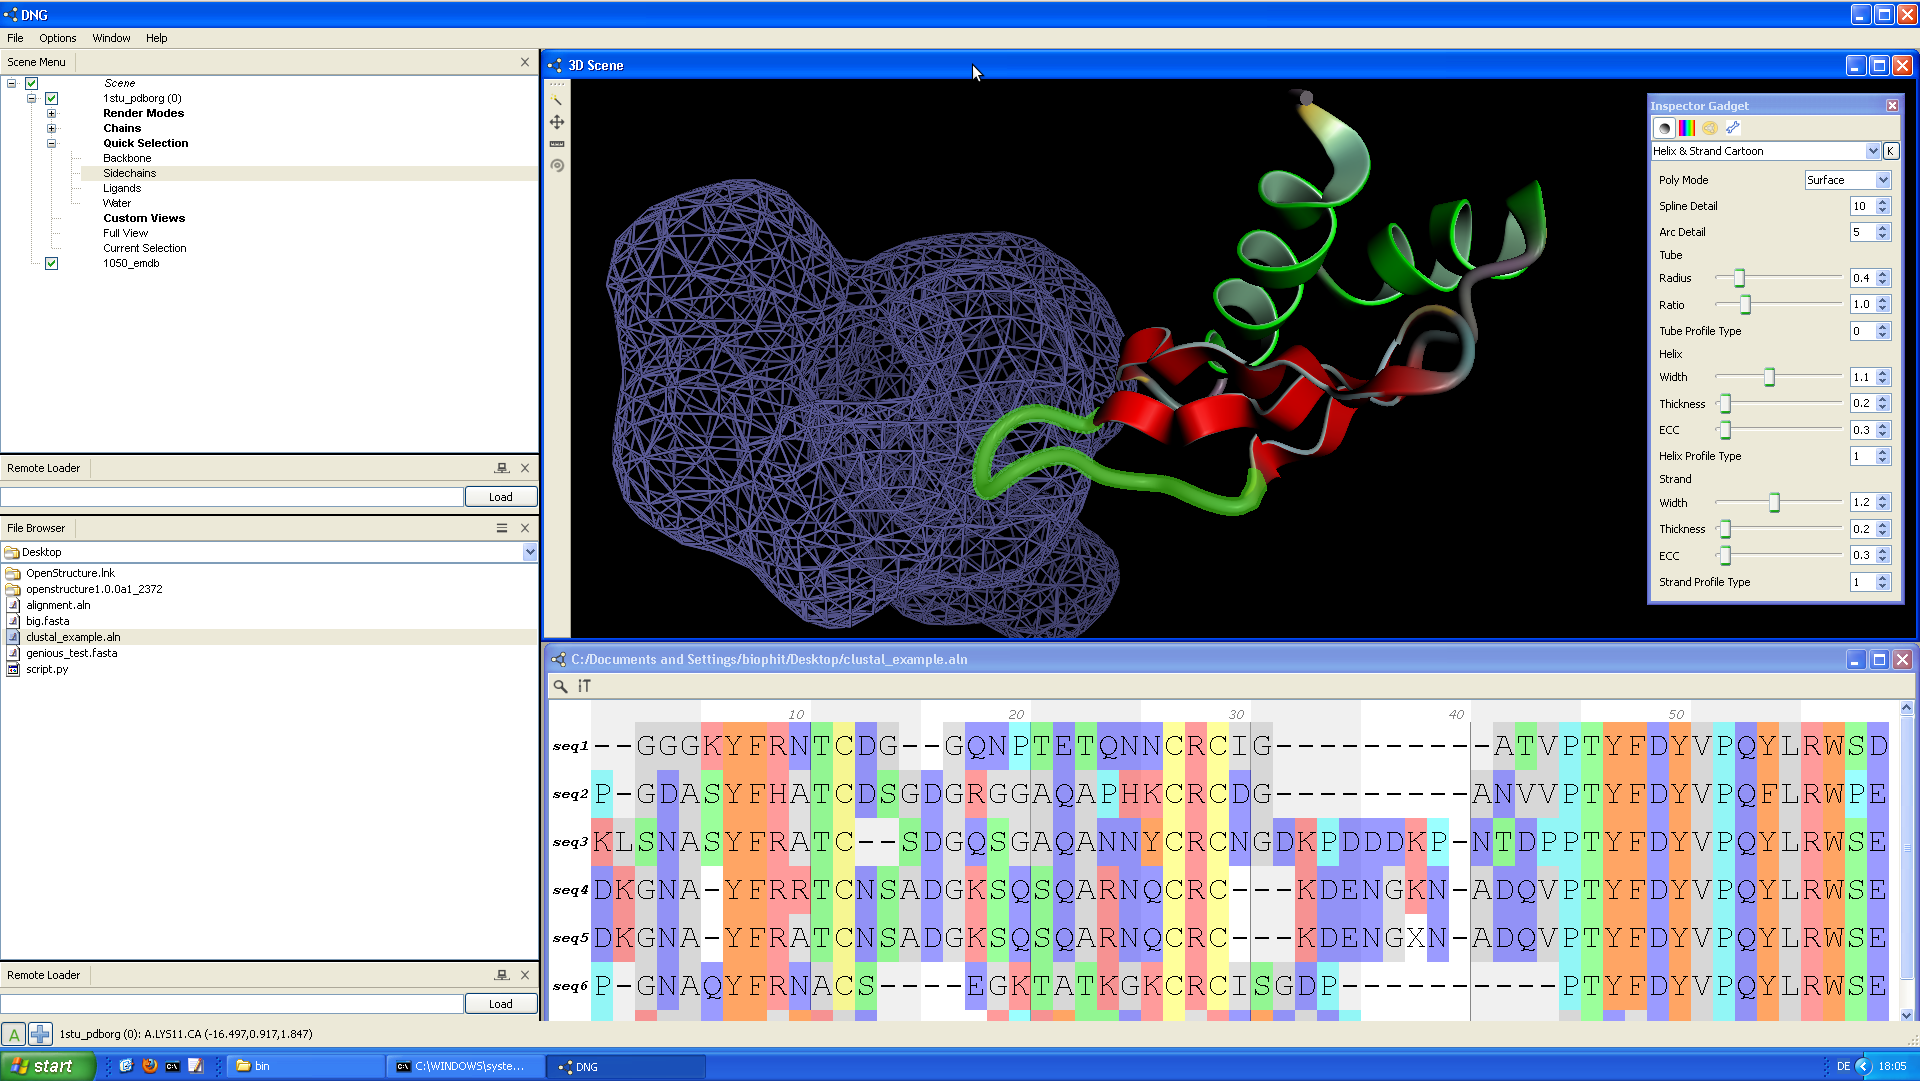 DNG
File Options Window Help
Scene Menu
Scene
1stu_pdborg (0)
Render Modes
Chains
Quick Selection
Backbone
Sidechains
Ligands
Water
Custom Views
Full View
Current Selection
1050_emdb
Remote Loader
Load
File Browser
Desktop
OpenStructure.lnk
openstructure1.0.0a1_2372
alignment.aln
big.fasta
clustal_example.aln
genious_test.fasta
script.py
Remote Loader
Load
3D Scene
Inspector Gadget
Helix & Strand Cartoon K
Poly Mode Surface
Spline Detail 10
Arc Detail 5
Tube
Radius 0.4
Ratio 1.0
Tube Profile Type 0
Helix
Width 1.1
Thickness 0.2
ECC 0.3
Helix Profile Type 1
Strand
Width 1.2
Thickness 0.2
ECC 0.3
Strand Profile Type 1
C:/Documents and Settings/biophit/Desktop/clustal_example.aln
10 20 30 40 50
seq1 --GGGKYFRNTCDG--GQNPTETQNNCRCIG----------ATVPTYFDYVPQYLRWSD
seq2 P-GDASYFHATCDSGDGRGGAQAPHKCRCDG---------ANVVPTYFDYVPQFLRWPE
seq3 KLSNASYFRATC--SDGQSGAQANNYCRCNGDKPDDDKP-NTDPPTYFDYVPQYLRWSE
seq4 DKGNA-YFRRTCNSADGKSQSQARNQCRC---KDENGKN-ADQVPTYFDYVPQYLRWSE
seq5 DKGNA-YFRATCNSADGKSQSQARNQCRC---KDENGXN-ADQVPTYFDYVPQYLRWSE
seq6 P-GNAQYFRNACS----EGKTATKGKCRCISGDP----------PTYFDYVPQYLRWSE
A 1stu_pdborg (0): A.LYS11.CA (-16.497,0.917,1.847)
start bin C:\WINDOWS\syste... DNG DE 18:05